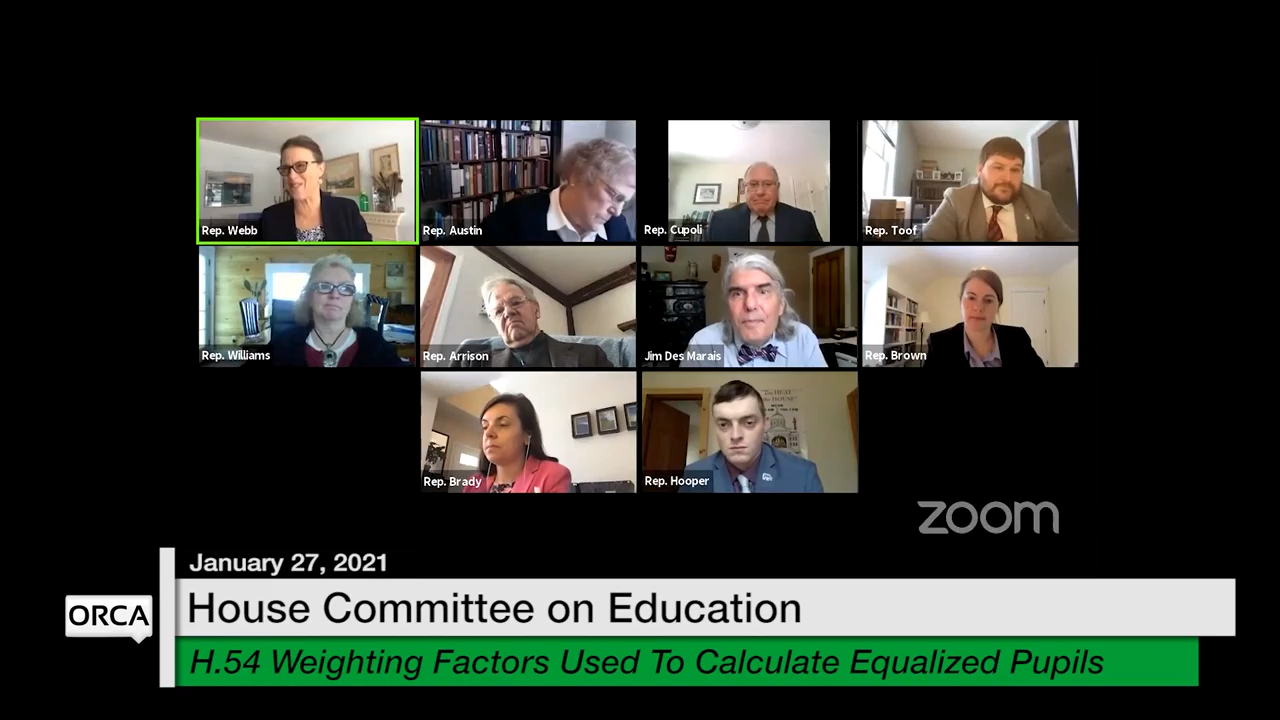 Rep. Webb
Rep. Austin
Rep. Cupoli
Rep. Toof
Rep. Williams
Rep. Arrison
Jim Des Marais
Rep. Brown
Rep. Brady
Rep. Hooper
zoom
January 27, 2021
ORCA
House Committee on Education
H.54 Weighting Factors Used To Calculate Equalized Pupils